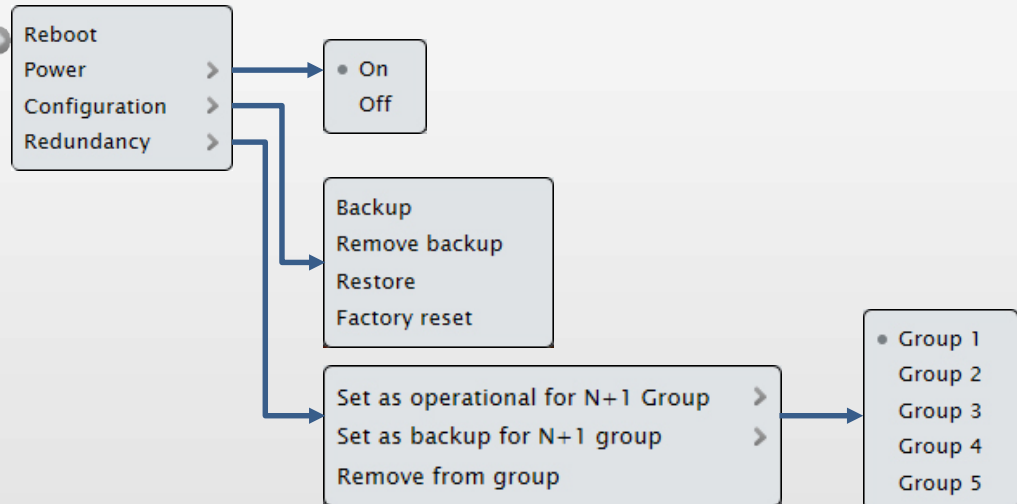 Reboot
Power
Configuration
Redundancy
On
Off
Backup
Remove backup
Restore
Factory reset
Set as operational for N+1 Group
Set as backup for N+1 group
Remove from group
Group 1
Group 2
Group 3
Group 4
Group 5